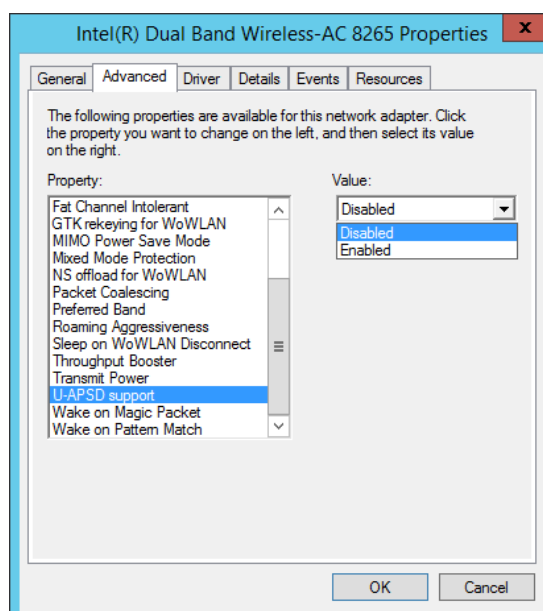 Intel(R) Dual Band Wireless-AC 8265 Properties
x
General Advanced Driver Details Events Resources
The following properties are available for this network adapter. Click
the property you want to change on the left, and then select its value
on the right.
Property:
Value:
Fat Channel Intolerant
GTK rekeying for WoWLAN
MIMO Power Save Mode
Mixed Mode Protection
NS offload for WoWLAN
Packet Coalescing
Preferred Band
Roaming Aggressiveness
Sleep on WoWLAN Disconnect
Throughput Booster
Transmit Power
U-APSD support
Wake on Magic Packet
Wake on Pattern Match
Disabled
Disabled
Enabled
OK
Cancel